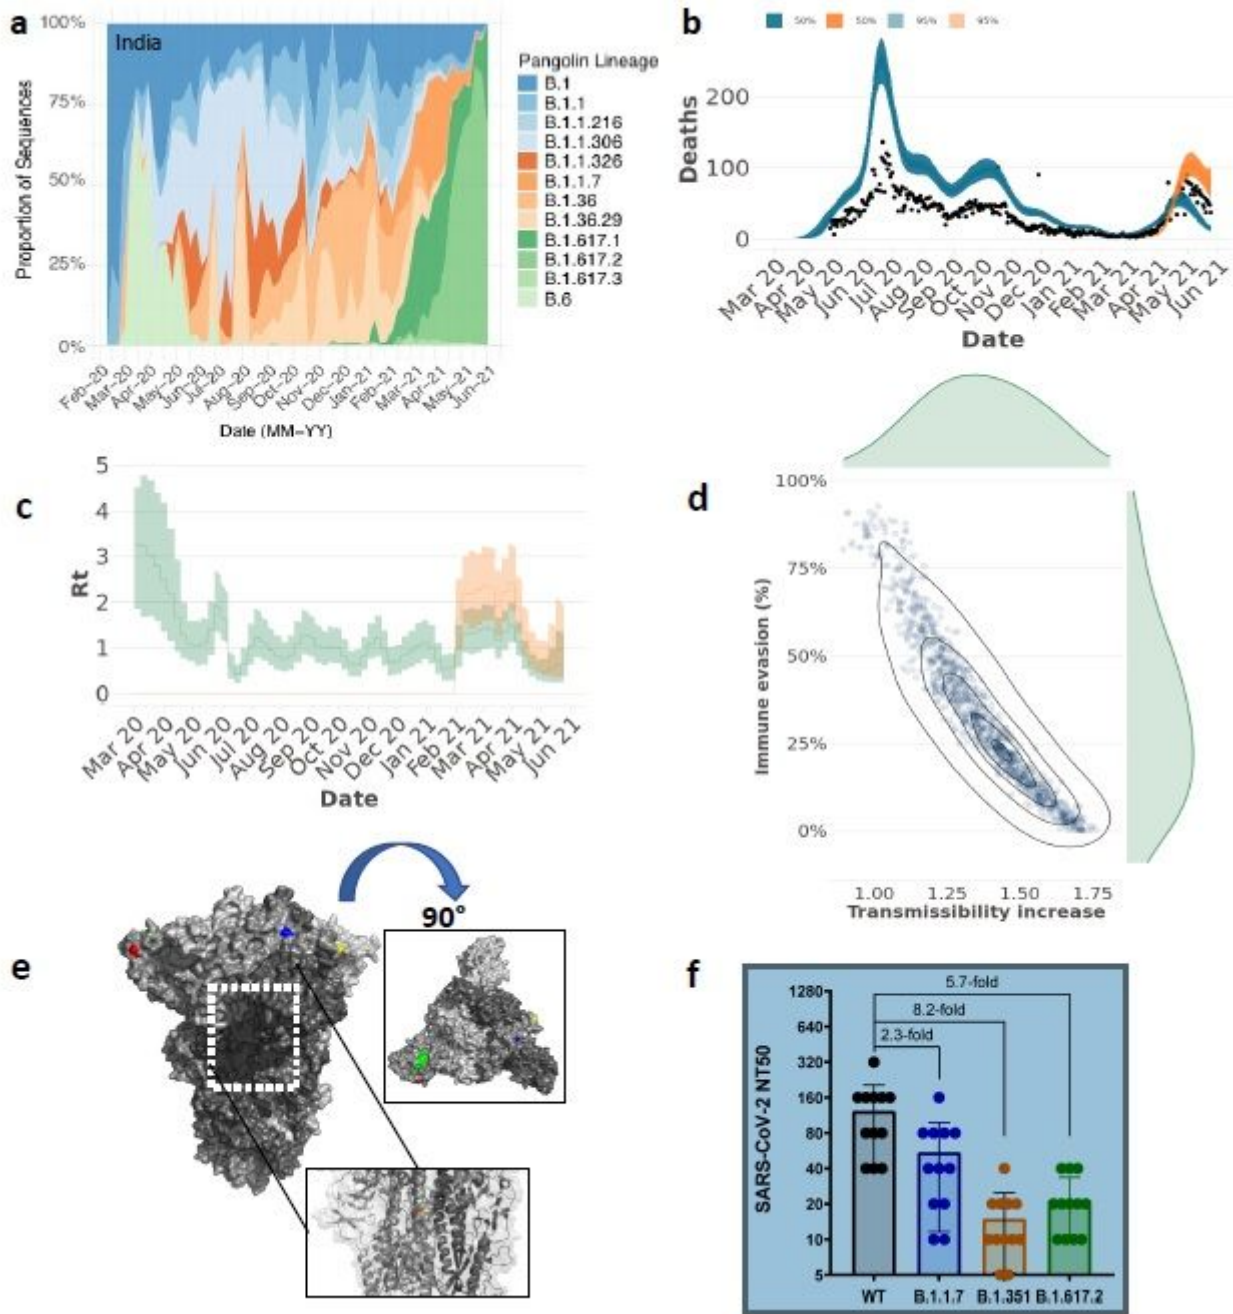 a
100%
75%
50%
25%
0%
Proportion of Sequences
India
Pangolin Lineage
B.1
B.1.1
B.1.1.216
B.1.1.306
B.1.1.326
B.1.1.7
B.1.36
B.1.36.29
B.1.617.1
B.1.617.2
B.1.617.3
B.6
Feb-20 Mar-20 Apr-20 May-20 Jun-20 Jul-20 Aug-20 Sep-20 Oct-20 Nov-20 Dec-20 Jan-21 Feb-21 Mar-21 Apr-21 May-21 Jun-21
Date (MM-YY)
b
50% 50% 95% 95%
200
100
0
Deaths
Mar 20 Apr 20 May 20 Jun 20 Jul 20 Aug 20 Sep 20 Oct 20 Nov 20 Dec 20 Jan 21 Feb 21 Mar 21 Apr 21 May 21 Jun 21
Date
c
5
4
3
2
1
0
Rt
Mar 20 Apr 20 May 20 Jun 20 Jul 20 Aug 20 Sep 20 Oct 20 Nov 20 Dec 20 Jan 21 Feb 21 Mar 21 Apr 21 May 21 Jun 21
Date
d
100%
75%
50%
25%
0%
Immune evasion (%)
1.00 1.25 1.50 1.75
Transmissibility increase
e
90°
f
1280
640
320
160
80
40
20
10
5
SARS-CoV-2 NT50
5.7-fold
8.2-fold
2.3-fold
WT B.1.1.7 B.1.351 B.1.617.2